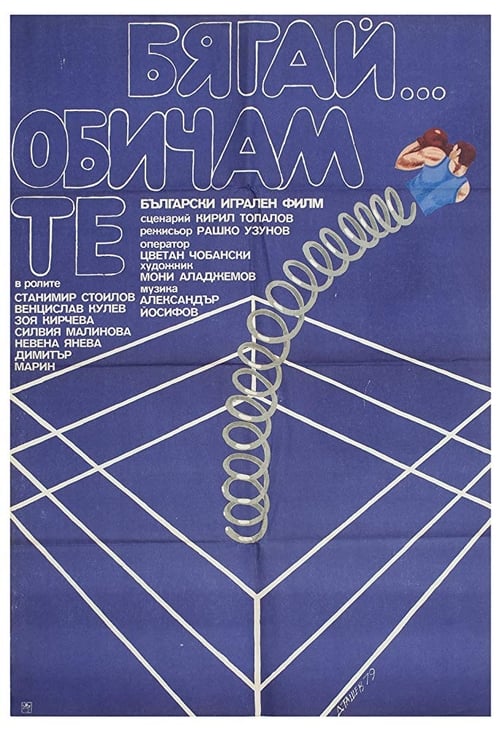 БЯГАЙ...
ОБИЧАМ
ТЕ
БЪЛГАРСКИ ИГРАЛЕН ФИЛМ
сценарий КИРИЛ ТОПАЛОВ
режисьор РАШКО УЗУНОВ
оператор
ЦВЕТАН ЧОБАНСКИ
художник
МОНИ АЛАДЖЕМОВ
музика
АЛЕКСАНДЪР
ЙОСИФОВ
в ролите
СТАНИМИР СТОИЛОВ
ВЕНЦИСЛАВ КУЛЕВ
ЗОЯ КИРЧЕВА
СИЛВИЯ МАЛИНОВА
НЕВЕНА ЯНЕВА
ДИМИТЪР
МАРИН